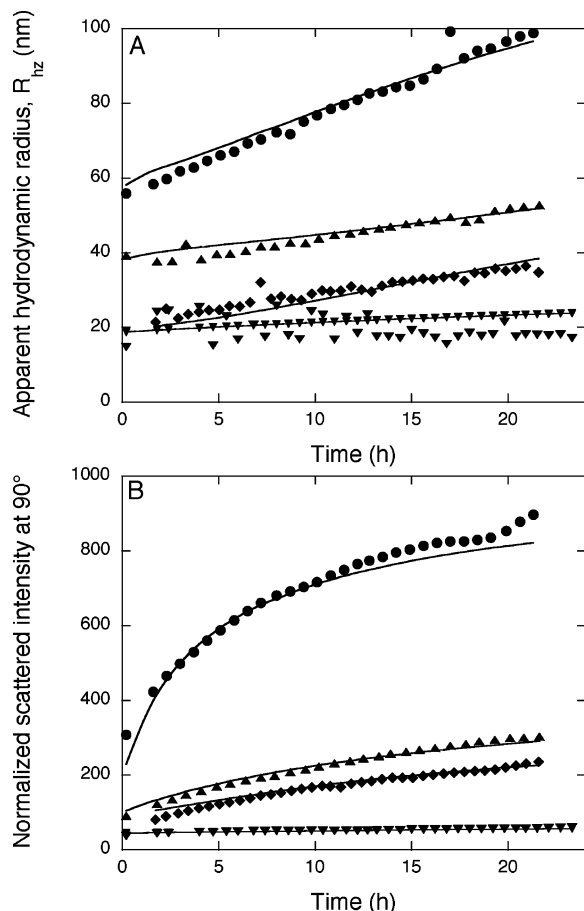 A
Apparent hydrodynamic radius, Rhz (nm)
100
80
60
40
20
0
0 5 10 15 20
Time (h)
B
Normalized scattered intensity at 90°
1000
800
600
400
200
0
0 5 10 15 20
Time (h)